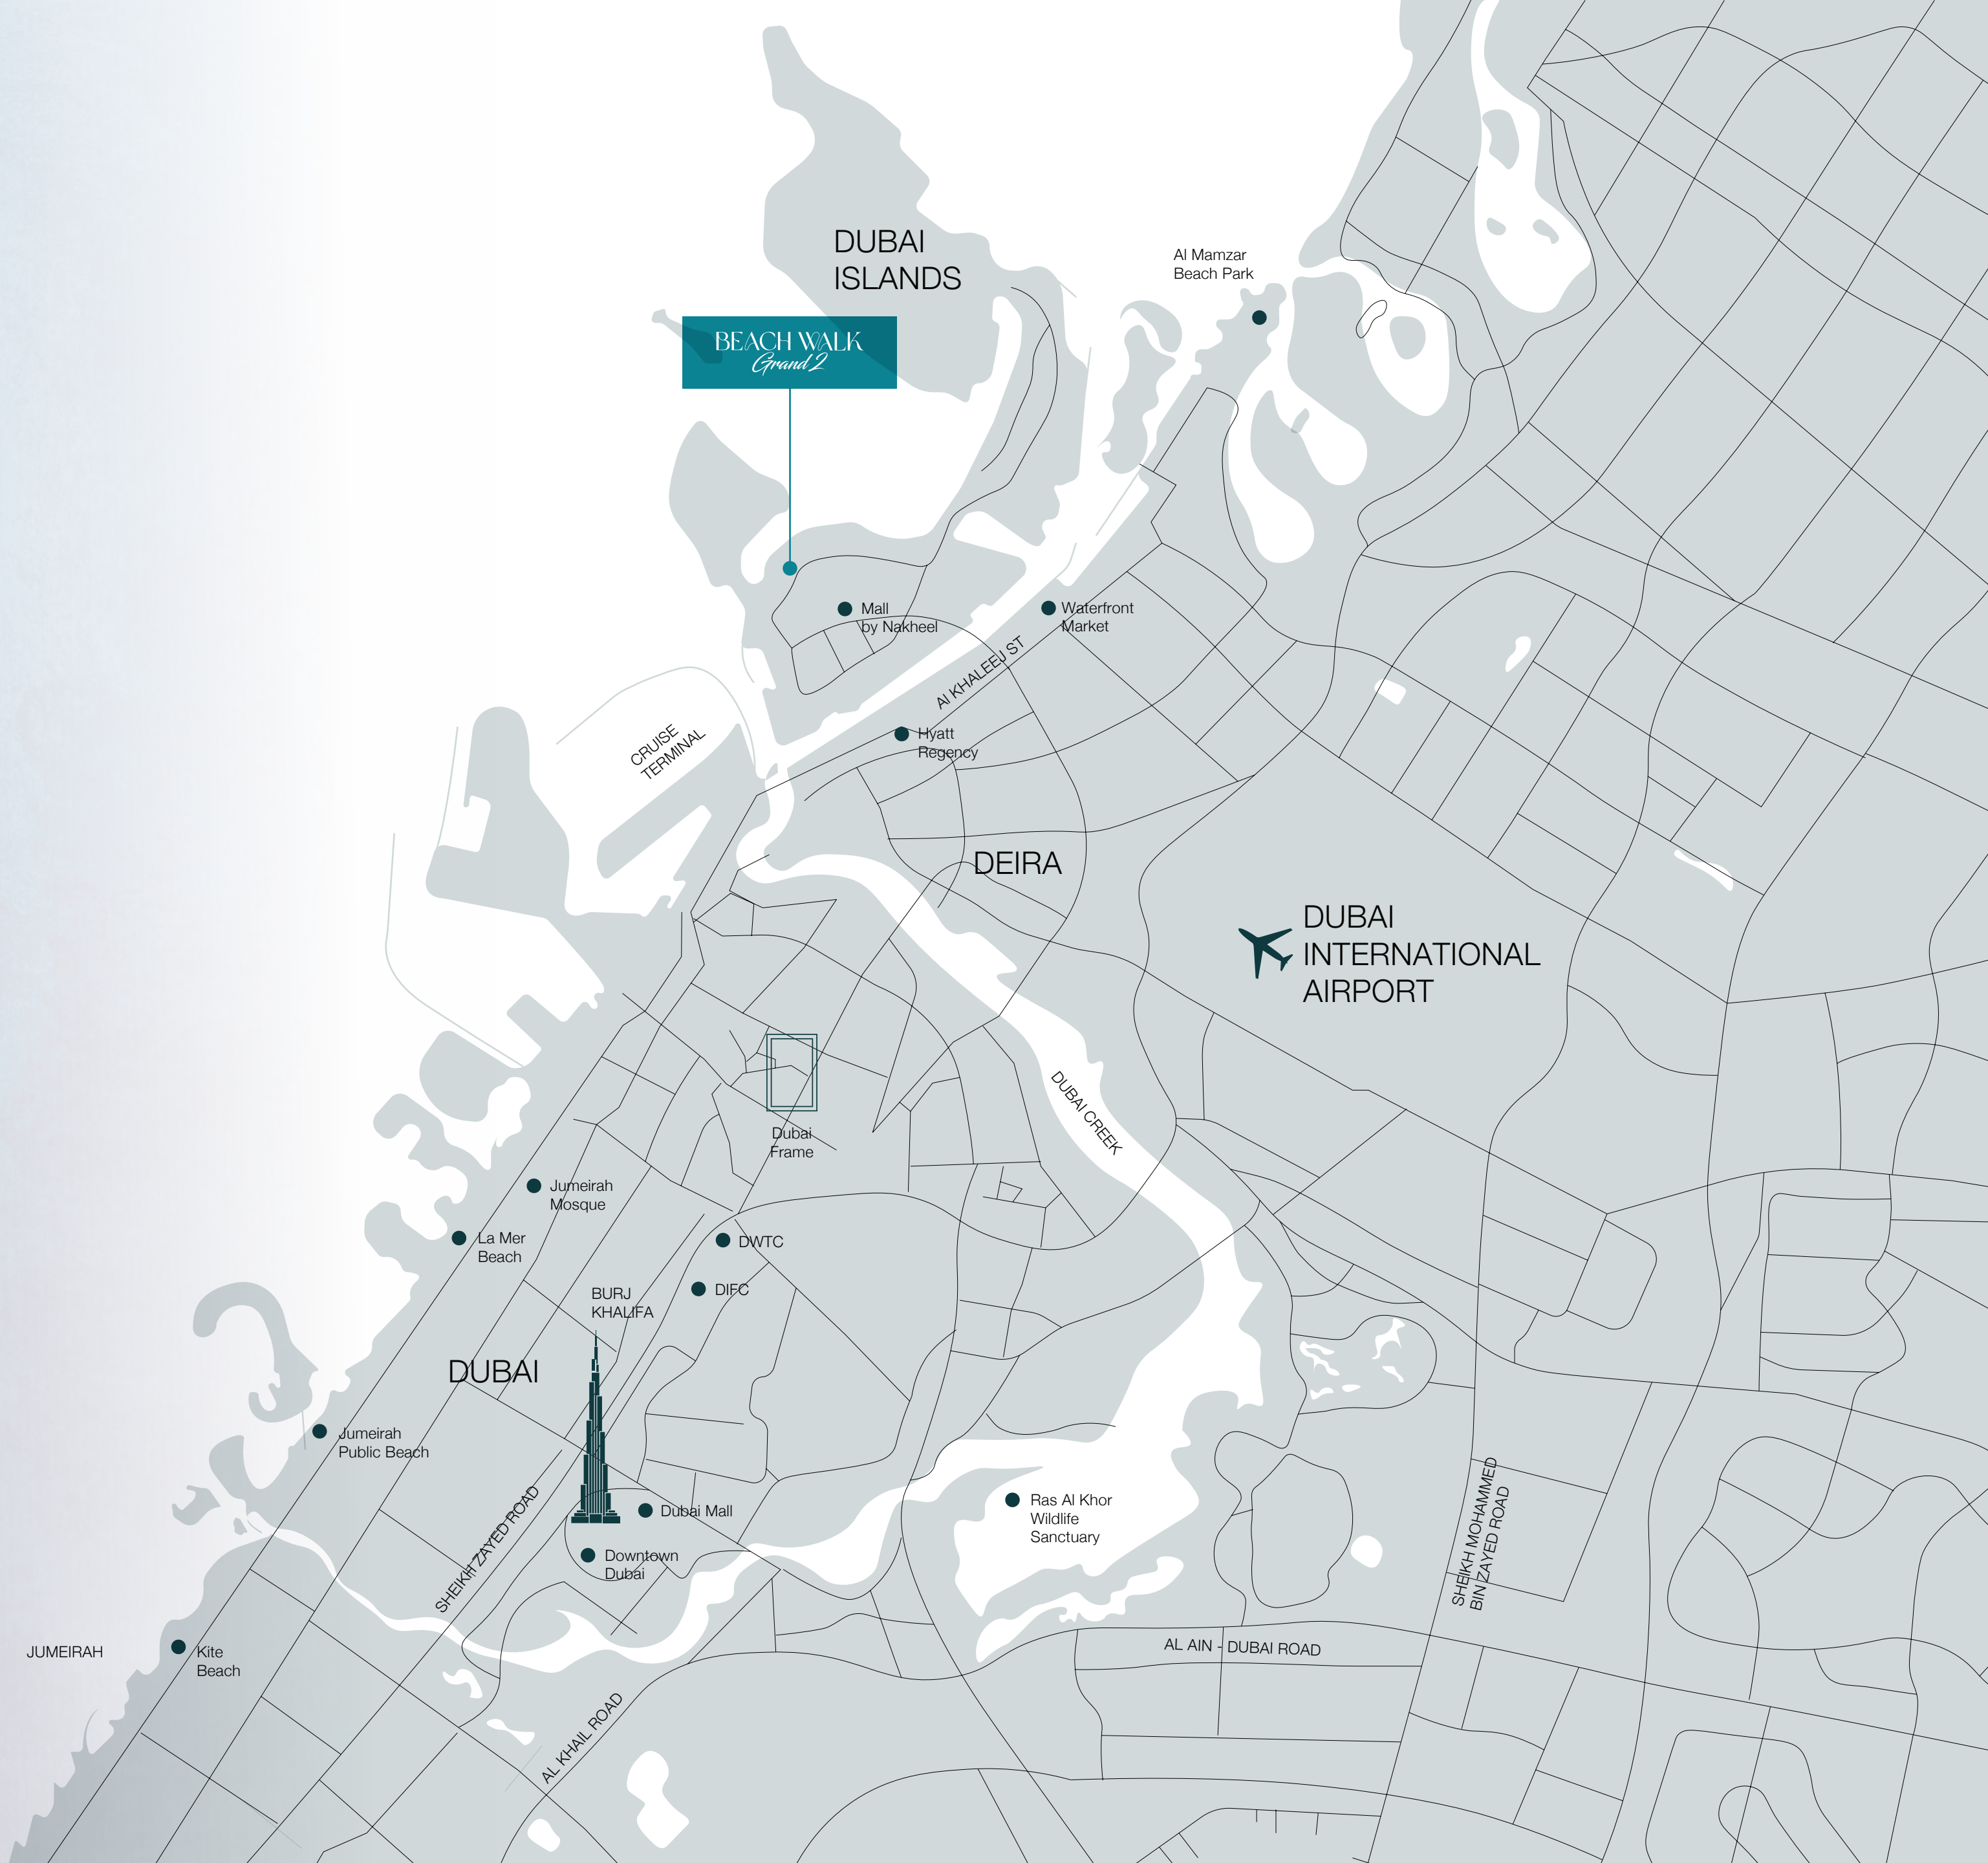 DUBAI
ISLANDS
Al Mamzar
Beach Park
BEACH WALK
Grand 2
Mall
by Nakheel
Waterfront
Market
Al KHALEEJ ST
CRUISE
TERMINAL
Hyatt
Regency
DEIRA
DUBAI
INTERNATIONAL
AIRPORT
DUBAI CREEK
Dubai
Frame
Jumeirah
Mosque
La Mer
Beach
DWTC
DIFC
BURJ
KHALIFA
DUBAI
Jumeirah
Public Beach
SHEIKH ZAYED ROAD
Dubai Mall
Downtown
Dubai
Ras Al Khor
Wildlife
Sanctuary
SHEIKH MOHAMMED
BIN ZAYED ROAD
JUMEIRAH
Kite
Beach
AL AIN - DUBAI ROAD
AL KHAIL ROAD